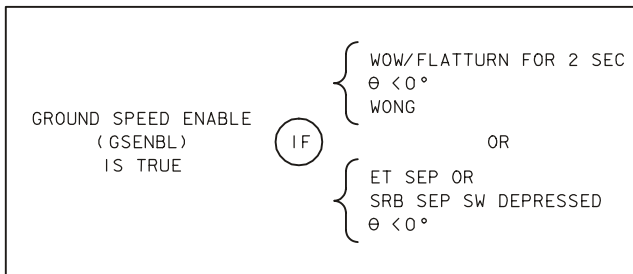 GROUND SPEED ENABLE
(GSENBL)
IS TRUE
IF
WOW/FLATTURN FOR 2 SEC
θ <0°
WONG
OR
ET SEP OR
SRB SEP SW DEPRESSED
θ <0°